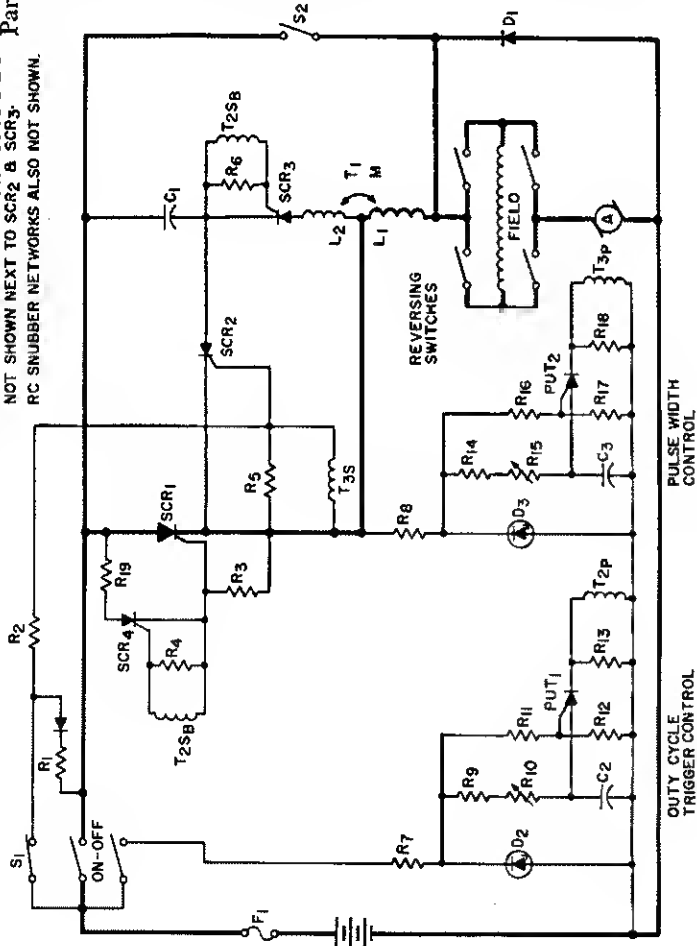 Par
NOT SHOWN NEXT TO SCR2 & SCR3.
RC SNUBBER NETWORKS ALSO NOT SHOWN.
S2
D1
C1
T2SB
R6
SCR3
L2
T1
M
L1
SCR2
REVERSING
SWITCHES
FIELD
A
R2
SCR1
R19
SCR4
R4
T2SB
R3
R5
T3S
R8
R14
R16
R15
PUT2
C3
R17
R18
T3P
D3
PULSE WIDTH
CONTROL
S1
R1
ON-OFF
R7
R9
R11
R10
PUT1
C2
R12
R13
T2P
D2
DUTY CYCLE
TRIGGER CONTROL
F1